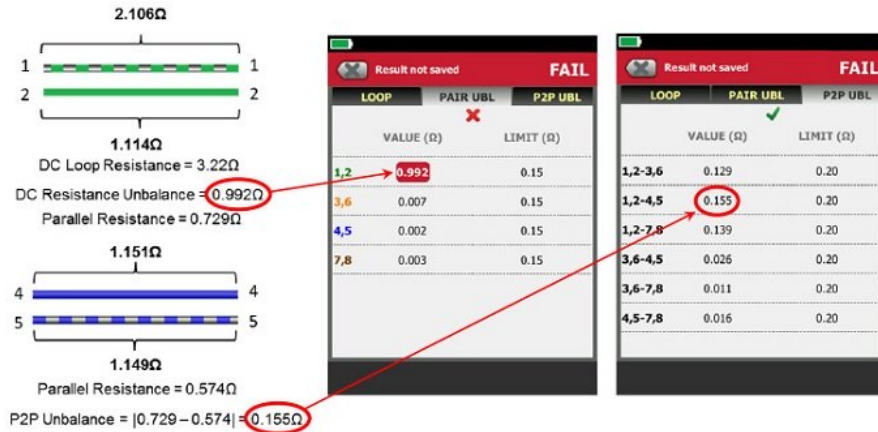 2.106Ω
1 1
2 2
1.114Ω
DC Loop Resistance = 3.22Ω
DC Resistance Unbalance = 0.992Ω
Parallel Resistance = 0.729Ω
1.151Ω
4 4
5 5
1.149Ω
Parallel Resistance = 0.574Ω
P2P Unbalance = |0.729 – 0.574| = 0.155Ω
Result not saved FAIL
LOOP PAIR UBL P2P UBL
VALUE (Ω) LIMIT (Ω)
1,2 0.992 0.15
3,6 0.007 0.15
4,5 0.002 0.15
7,8 0.003 0.15
Result not saved FAIL
LOOP PAIR UBL P2P UBL
VALUE (Ω) LIMIT (Ω)
1,2-3,6 0.129 0.20
1,2-4,5 0.155 0.20
1,2-7,8 0.139 0.20
3,6-4,5 0.026 0.20
3,6-7,8 0.011 0.20
4,5-7,8 0.016 0.20